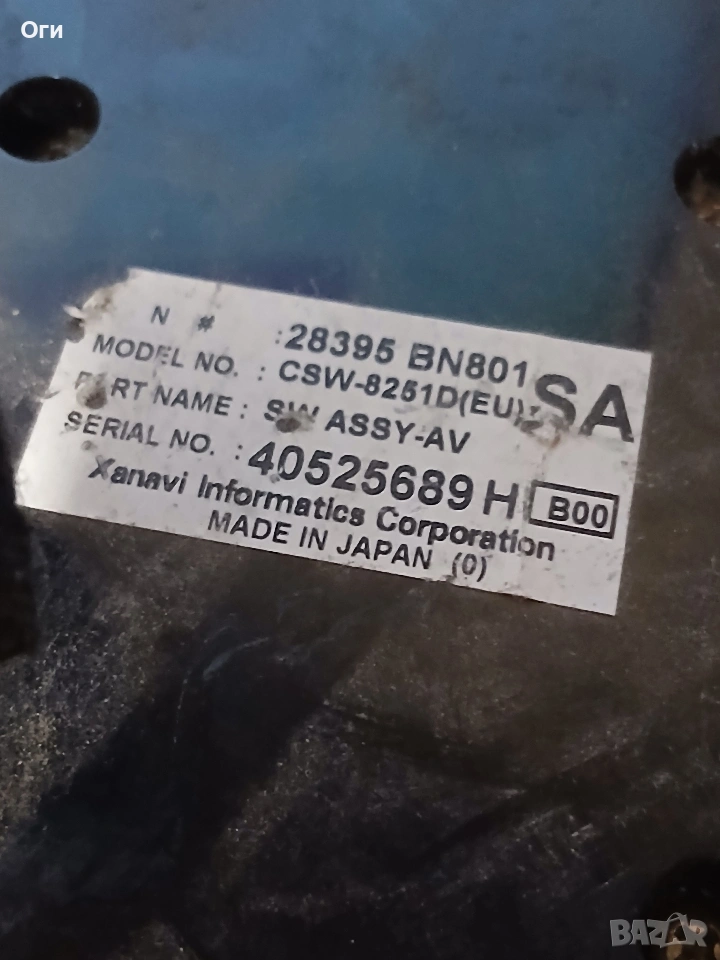 Оги
N # : 28395 BN801
MODEL NO. : CSW-8251D(EU) SA
PART NAME : SW ASSY-AV
SERIAL NO. : 40525689 H B00
Xanavi Informatics Corporation
MADE IN JAPAN (0)
BAZAR